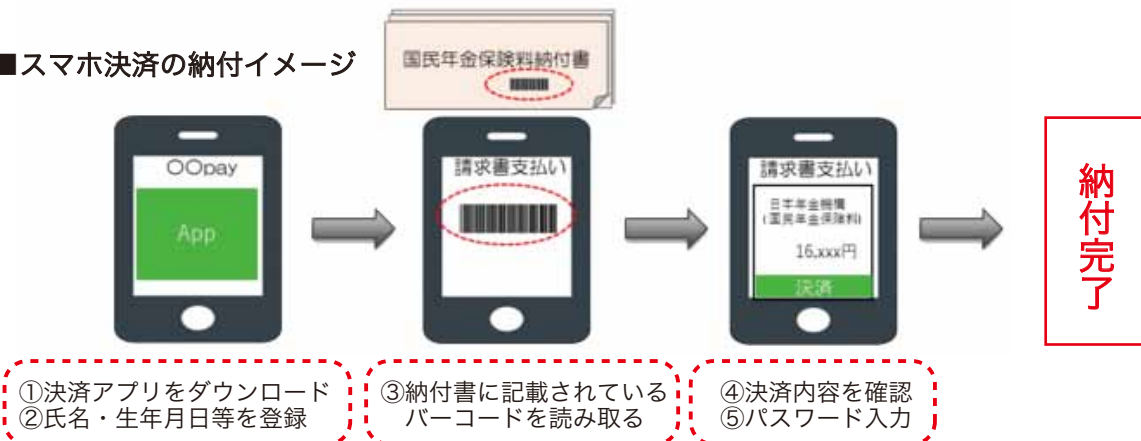 ■スマホ決済の納付イメージ
国民年金保険料納付書
〇〇pay
App
請求書支払い
請求書支払い
日本年金機構
(国民年金保険料)
16,xxx円
決済
納付完了
①決済アプリをダウンロード
②氏名・生年月日等を登録
③納付書に記載されている
バーコードを読み取る
④決済内容を確認
⑤パスワード入力